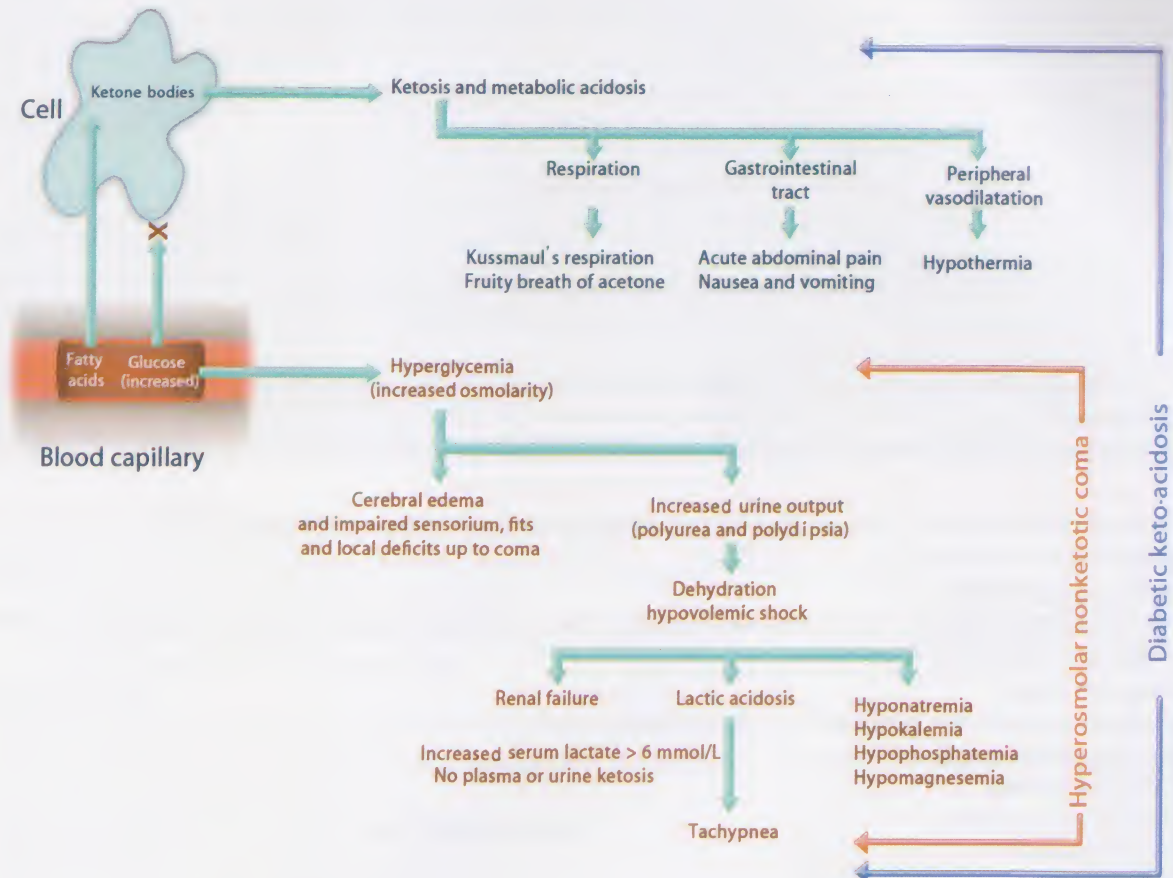 Cell
Ketone bodies
Ketosis and metabolic acidosis
Respiration
Gastrointestinal
tract
Peripheral
vasodilatation
X
Kussmaul's respiration
Fruity breath of acetone
Acute abdominal pain
Nausea and vomiting
Hypothermia
Fatty
acids
Glucose
(increased)
Blood capillary
Hyperglycemia
(increased osmolarity)
Cerebral edema
and impaired sensorium, fits
and local deficits up to coma
Increased urine output
(polyurea and polydipsia)
Dehydration
hypovolemic shock
Renal failure
Lactic acidosis
Hyponatremia
Hypokalemia
Hypophosphatemia
Hypomagnesemia
Increased serum lactate > 6 mmol/L
No plasma or urine ketosis
Tachypnea
Hyperosmolar nonketotic coma
Diabetic keto-acidosis